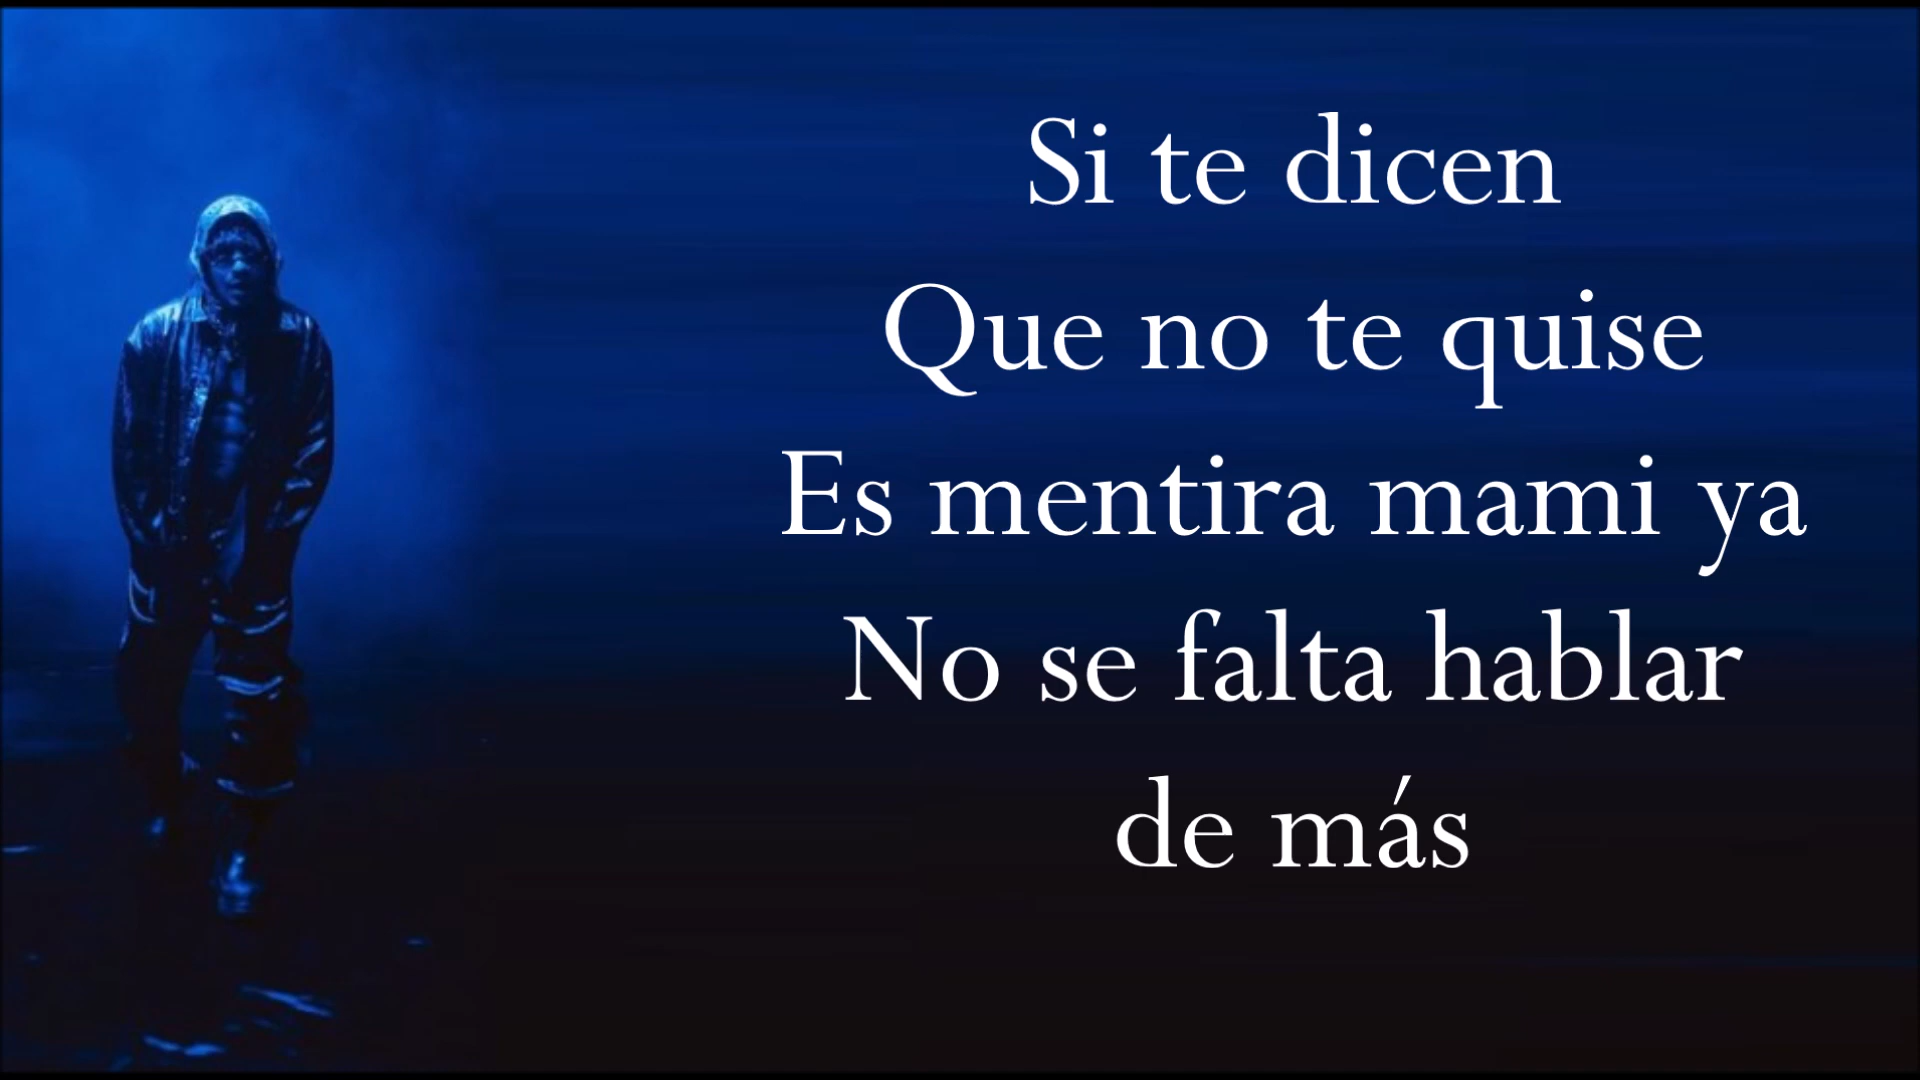 Si te dicen
Que no te quise
Es mentira mami ya
No se falta hablar
de más